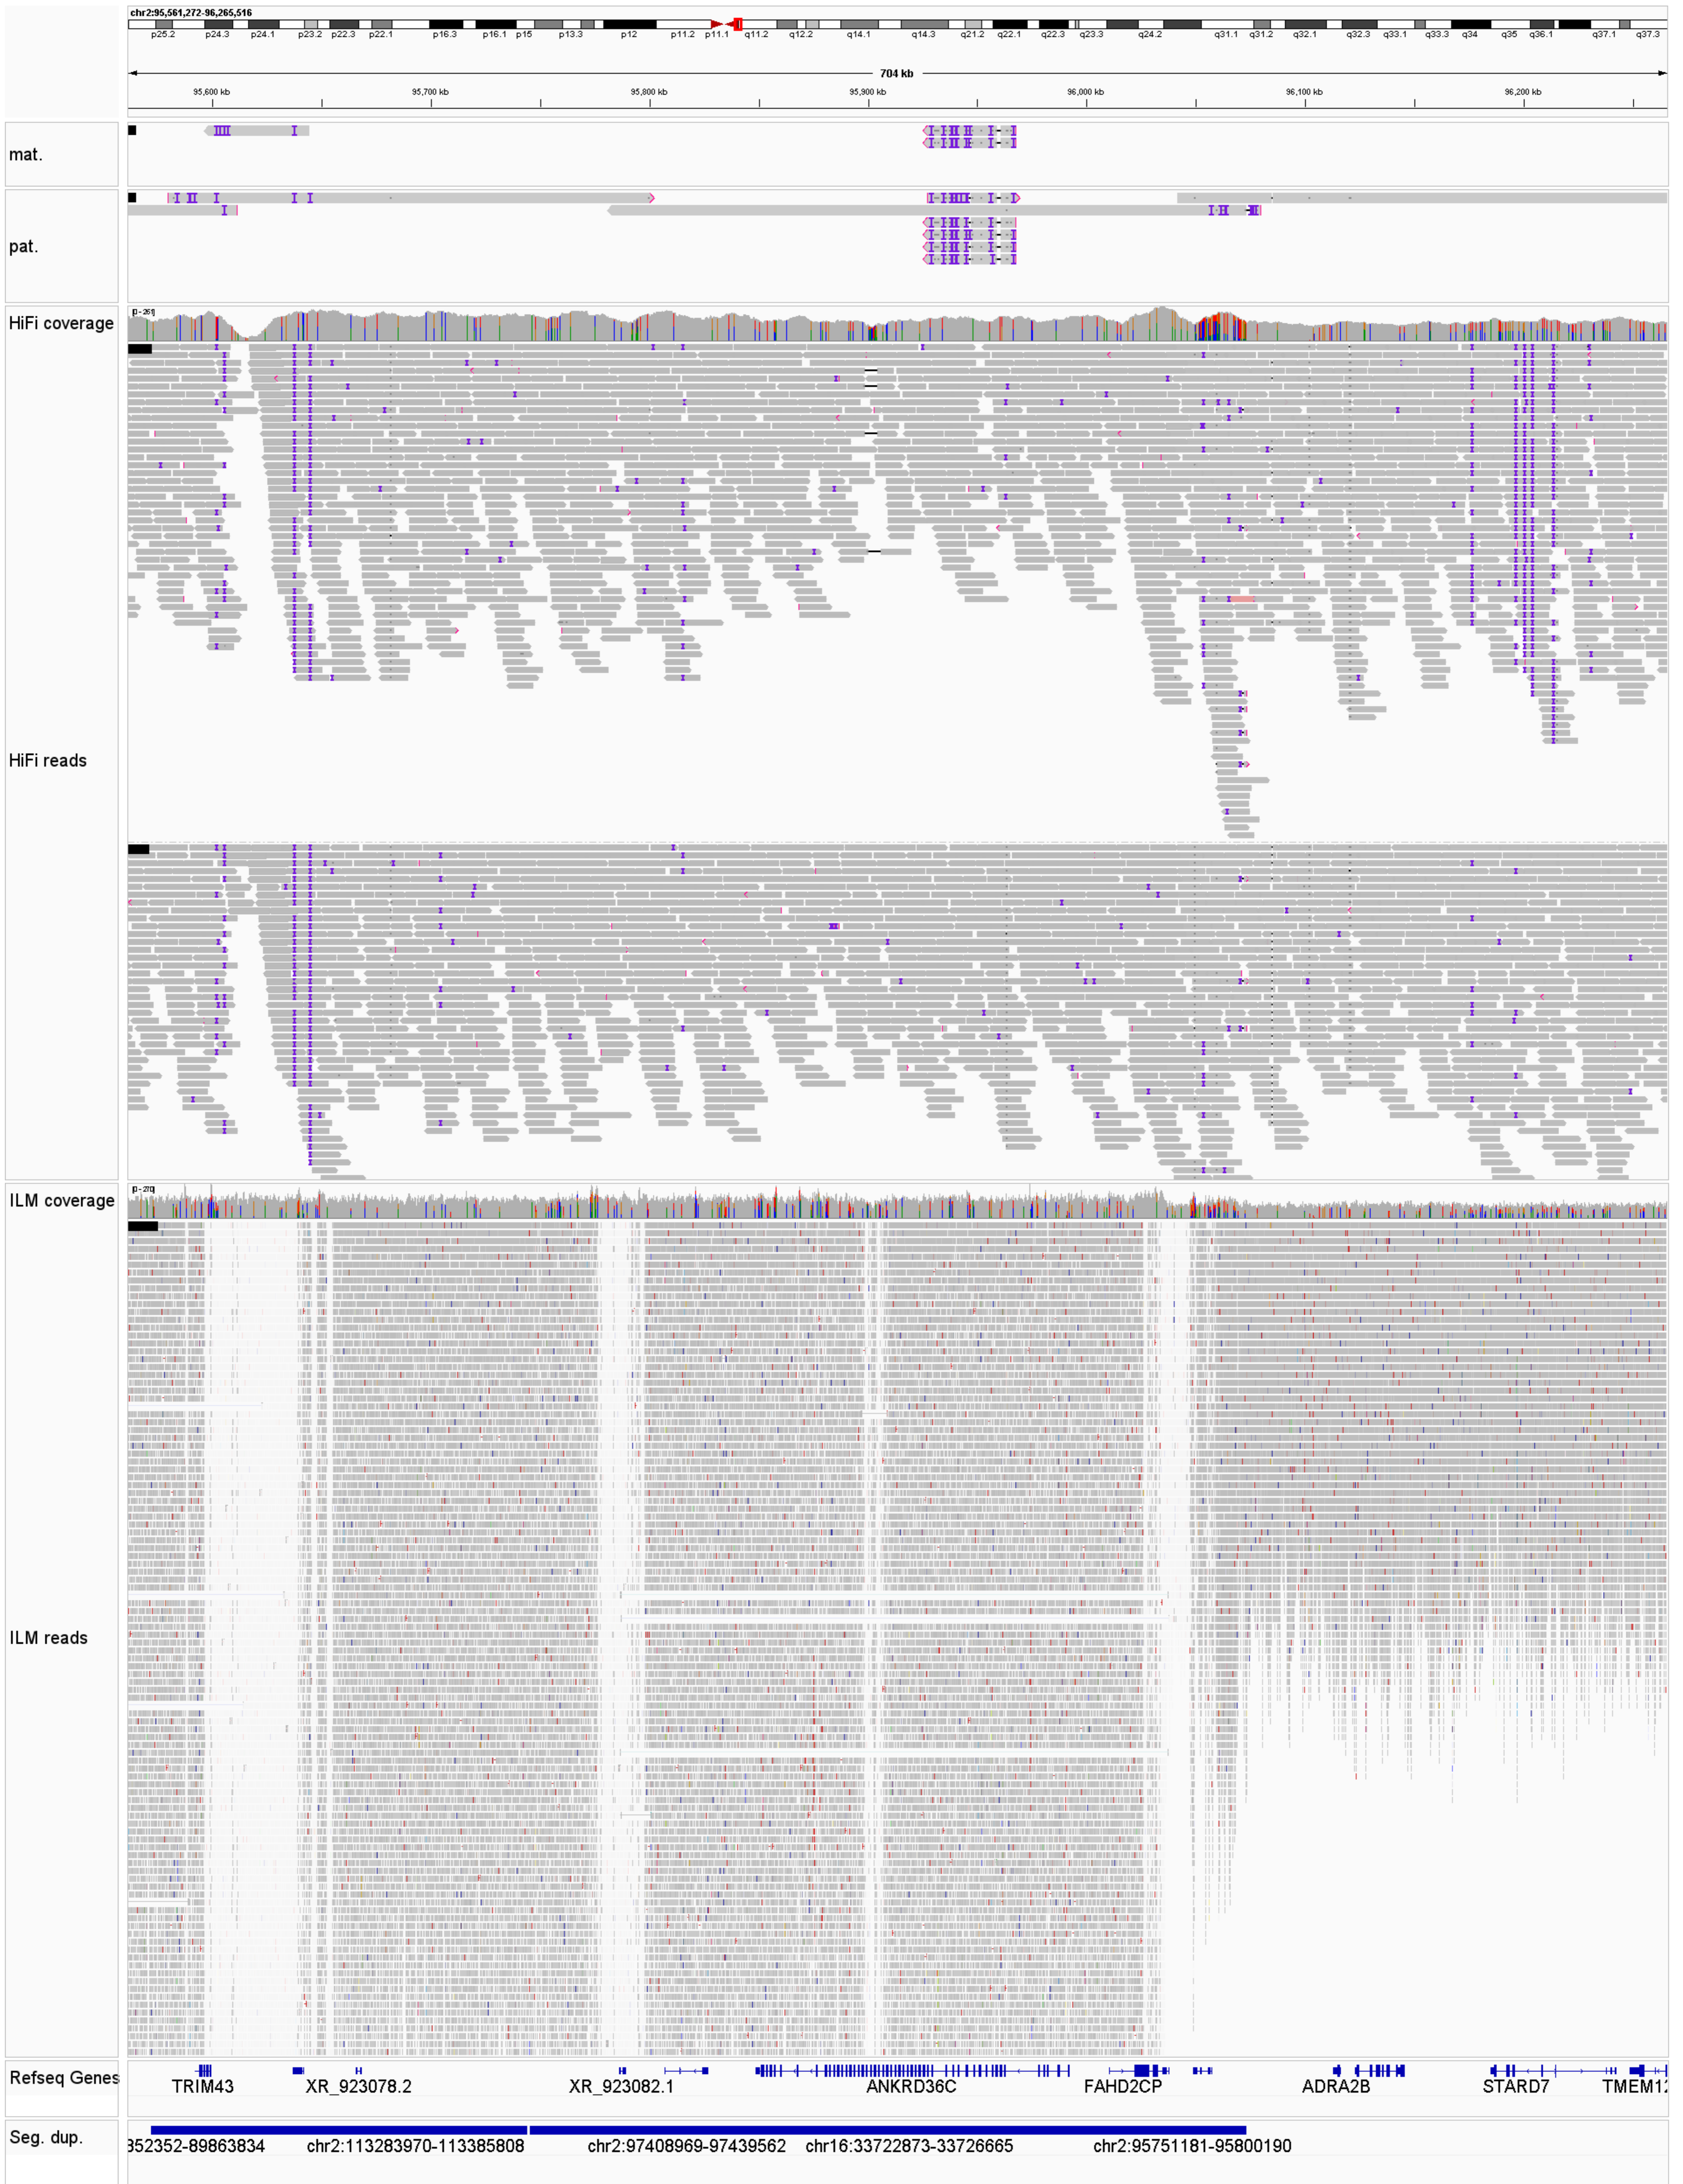 chr2:95,561,272-96,265,516
p25.2 p24.3 p24.1 p23.2 p22.3 p22.1 p16.3 p16.1 p15 p13.3 p12 p11.2 p11.1 q11.2 q12.2 q14.1 q14.3 q21.2 q22.1 q22.3 q23.3 q24.2 q31.1 q31.2 q32.1 q32.3 q33.1 q33.3 q34 q35 q36.1 q37.1 q37.3
704 kb
95,600 kb 95,700 kb 95,800 kb 95,900 kb 96,000 kb 96,100 kb 96,200 kb
mat.
pat.
HiFi coverage
[0 - 261]
HiFi reads
ILM coverage
ILM reads
Refseq Genes
TRIM43 XR_923078.2 XR_923082.1 ANKRD36C FAHD2CP ADRA2B STARD7 TMEM12
Seg. dup.
352352-89863834 chr2:113283970-113385808 chr2:97408969-97439562 chr16:33722873-33726665 chr2:95751181-95800190